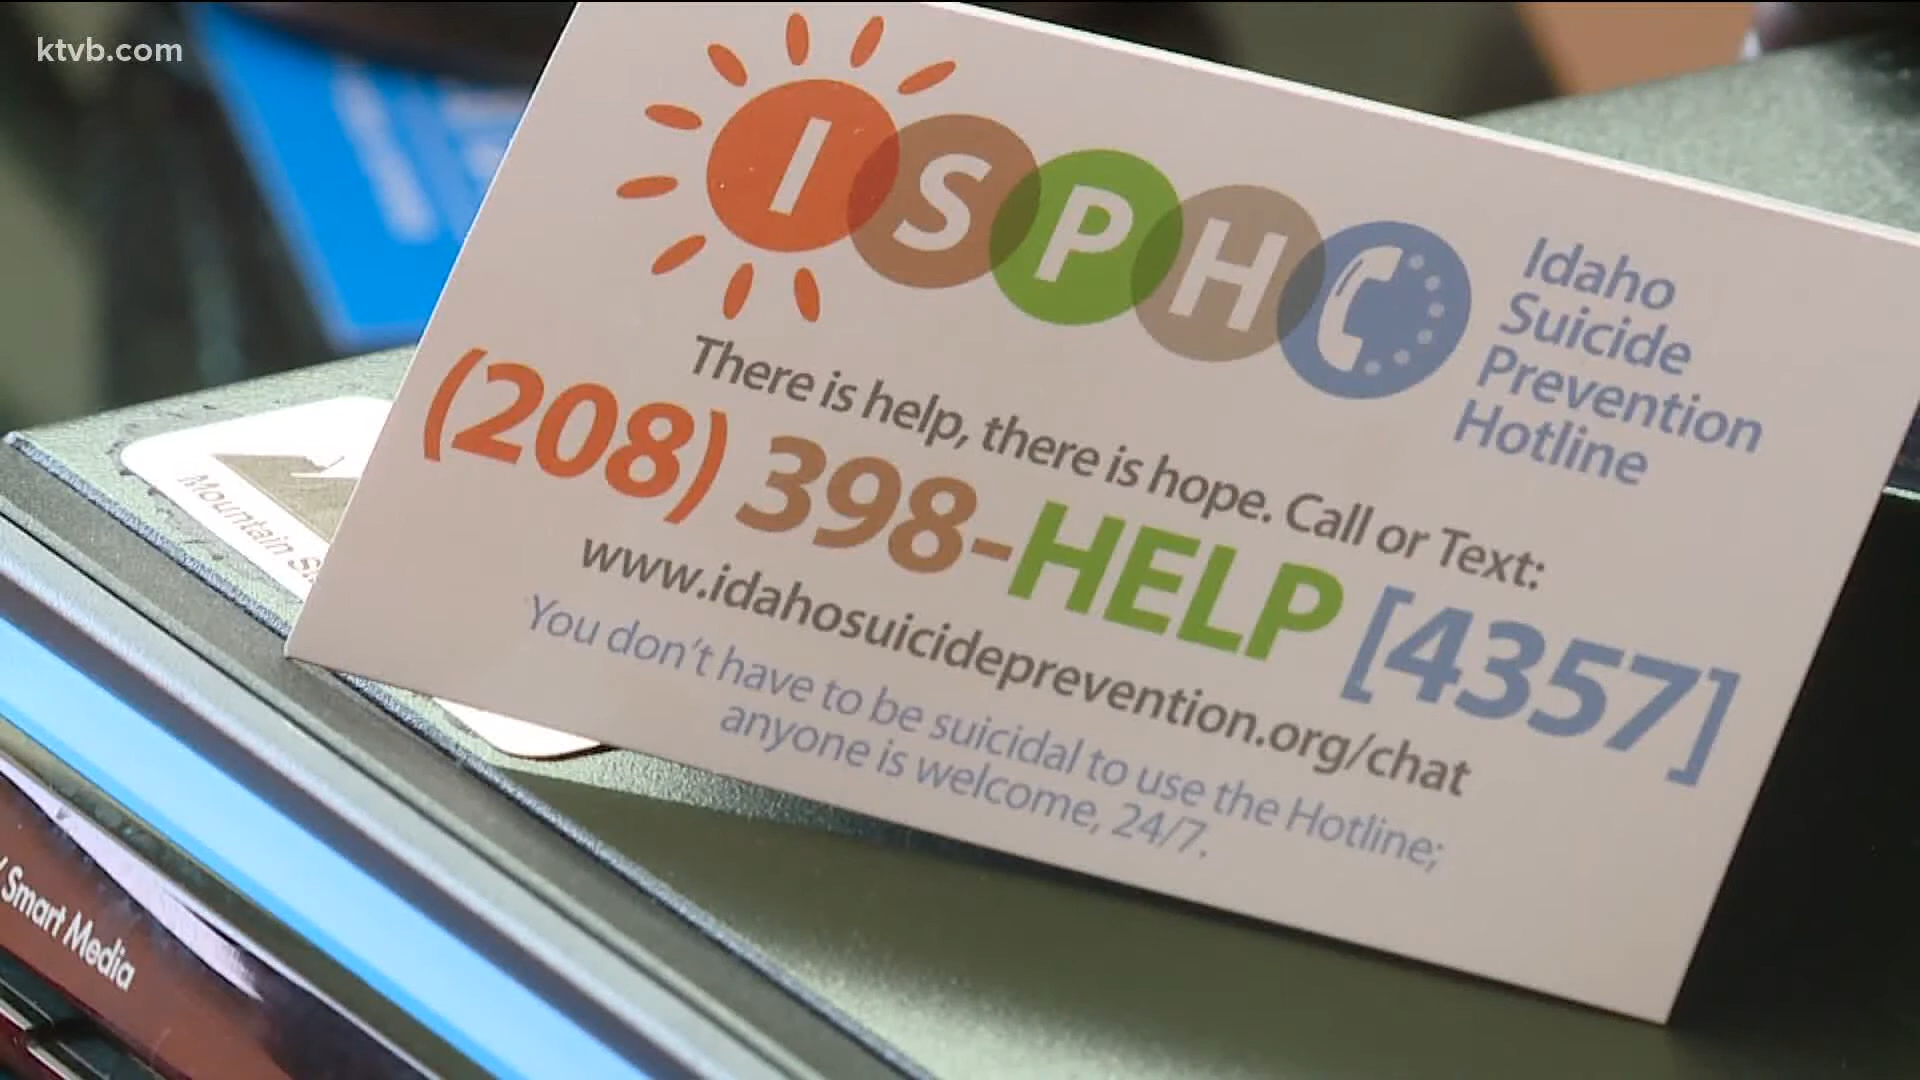 ktvb.com
ISPH
Idaho
Suicide
Prevention
Hotline
There is help, there is hope. Call or Text:
(208) 398-HELP [4357]
www.idahosuicideprevention.org/chat
You don't have to be suicidal to use the Hotline;
anyone is welcome, 24/7.
Mountain
Smart Media